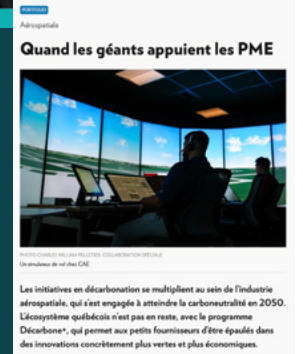 PORTFOLIO
Aérospatiale
Quand les géants appuient les PME
PHOTO CHARLES WILLIAM PELLETIER, COLLABORATION SPÉCIALE
Un simulateur de vol chez CAE
Les initiatives en décarbonation se multiplient au sein de l'industrie
aérospatiale, qui s'est engagée à atteindre la carboneutralité en 2050.
L'écosystème québécois n'est pas en reste, avec le programme
Décarbone+, qui permet aux petits fournisseurs d'être épaulés dans
des innovations concrètement plus vertes et plus économiques.